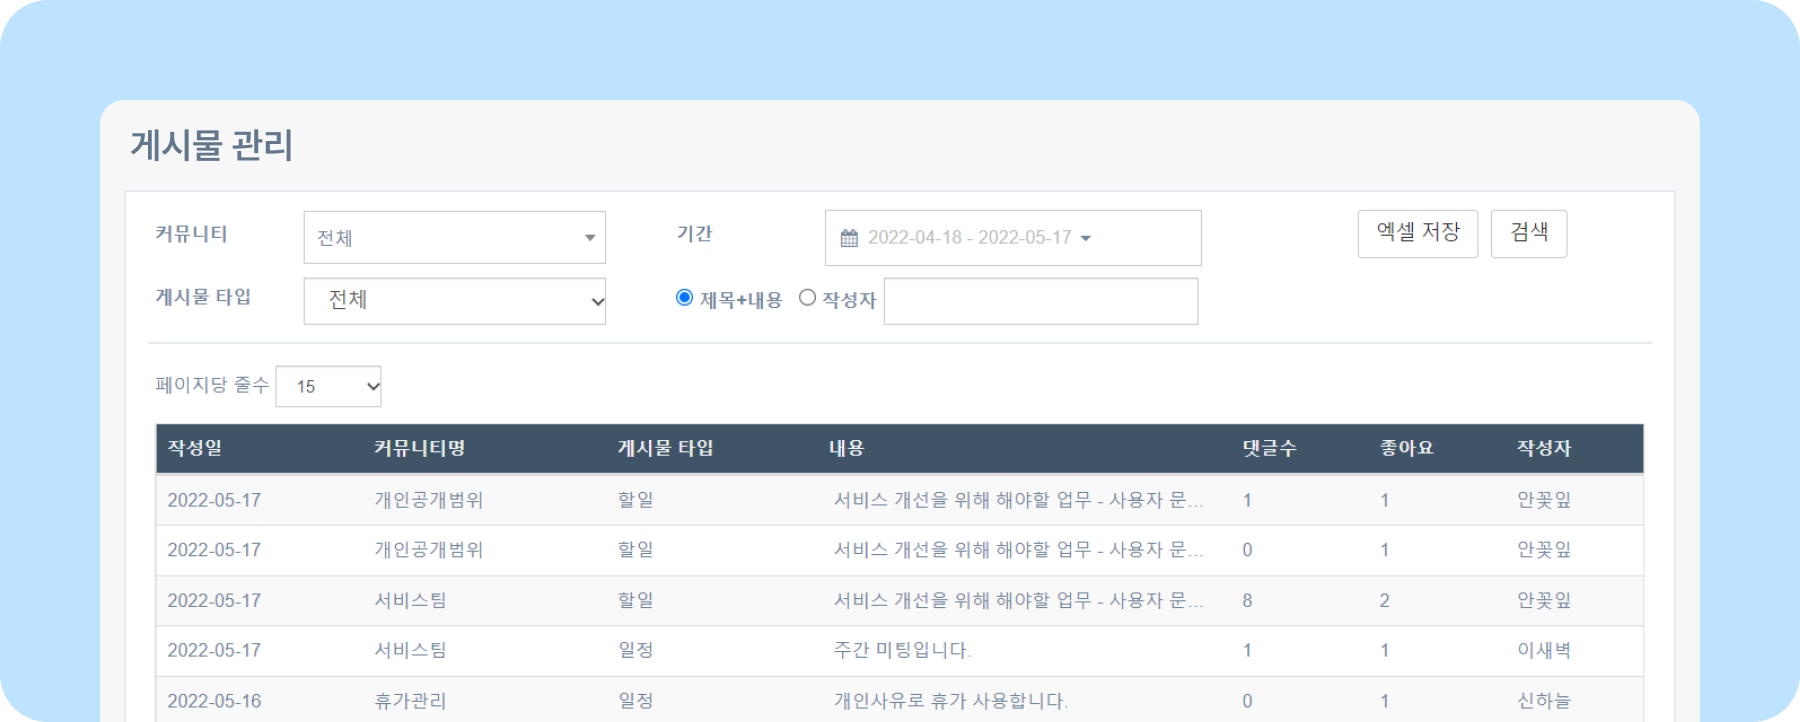 게시물 관리
커뮤니티 전체 기간 2022-04-18 - 2022-05-17 엑셀 저장 검색
게시물 타입 전체 제목+내용 작성자
페이지당 줄수 15
작성일 커뮤니티명 게시물 타입 내용 댓글수 좋아요 작성자
2022-05-17 개인공개범위 할일 서비스 개선을 위해 해야할 업무 - 사용자 문... 1 1 안꽃잎
2022-05-17 개인공개범위 할일 서비스 개선을 위해 해야할 업무 - 사용자 문... 0 1 안꽃잎
2022-05-17 서비스팀 할일 서비스 개선을 위해 해야할 업무 - 사용자 문... 8 2 안꽃잎
2022-05-17 서비스팀 일정 주간 미팅입니다. 1 1 이새벽
2022-05-16 휴가관리 일정 개인사유로 휴가 사용합니다. 0 1 신하늘